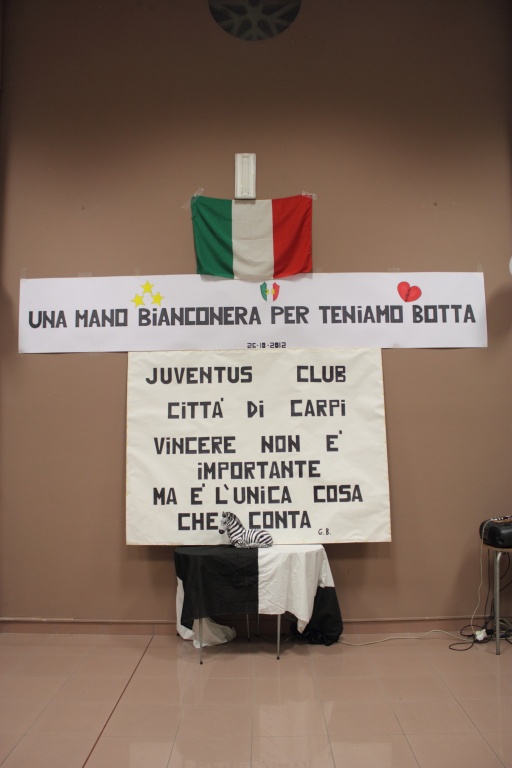 UNA MANO BiANCONERA PER TENiAMO BOTTA
26-10-2012
JUVENTUS CLUB
CiTTA' Di CARPi
ViNCERE NON E'
iMPORTANTE
MA E' L'UNiCA COSA
CHE CONTA
G.B.